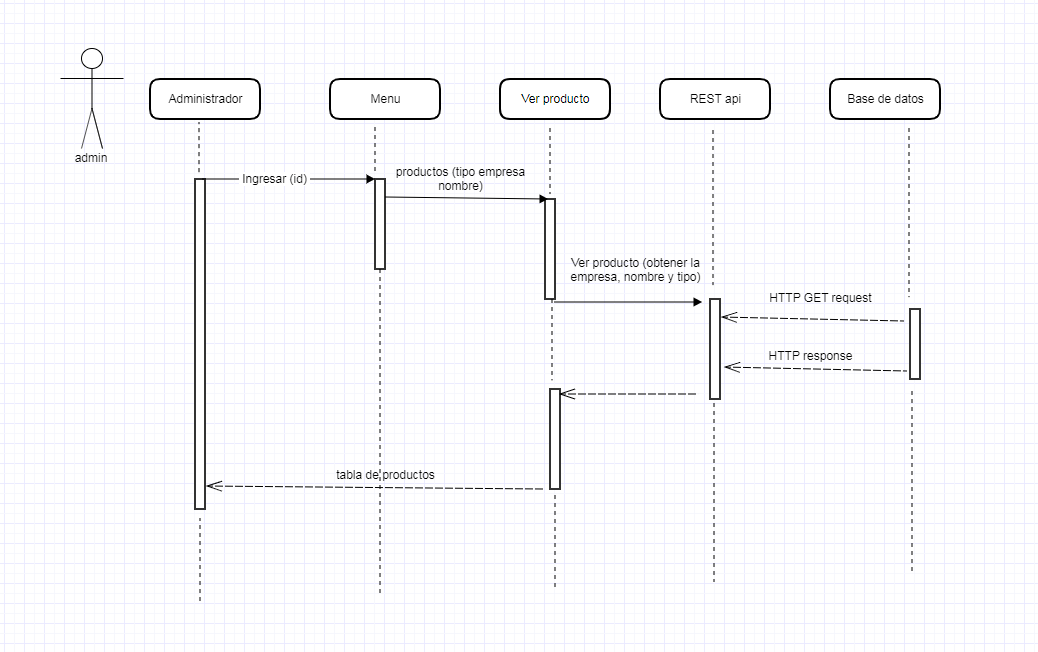 Administrador
Menu
Ver producto
REST api
Base de datos
admin
Ingresar (id)
productos (tipo empresa
nombre)
Ver producto (obtener la
empresa, nombre y tipo)
HTTP GET request
HTTP response
tabla de productos